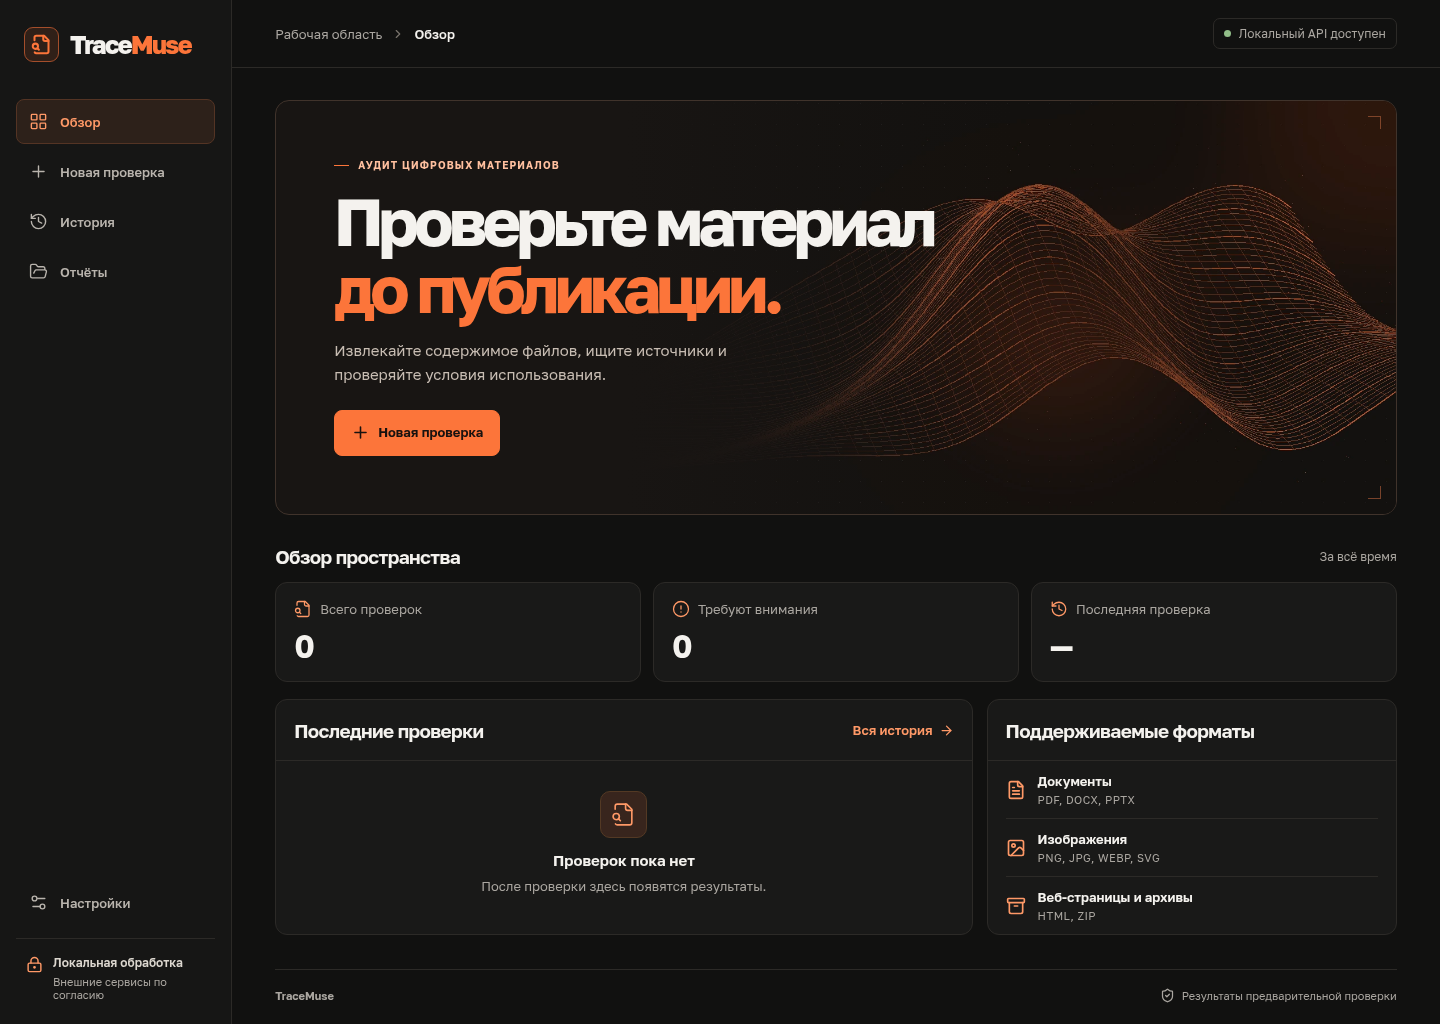 TraceMuse
Обзор
Новая проверка
История
Отчёты
Настройки
Локальная обработка
Внешние сервисы по
согласию
Рабочая область > Обзор
Локальный API доступен
АУДИТ ЦИФРОВЫХ МАТЕРИАЛОВ
Проверьте материал
до публикации.
Извлекайте содержимое файлов, ищите источники и
проверяйте условия использования.
Новая проверка
Обзор пространства
За всё время
Всего проверок
0
Требуют внимания
0
Последняя проверка
—
Последние проверки
Вся история
Проверок пока нет
После проверки здесь появятся результаты.
Поддерживаемые форматы
Документы
PDF, DOCX, PPTX
Изображения
PNG, JPG, WEBP, SVG
Веб-страницы и архивы
HTML, ZIP
TraceMuse
Результаты предварительной проверки